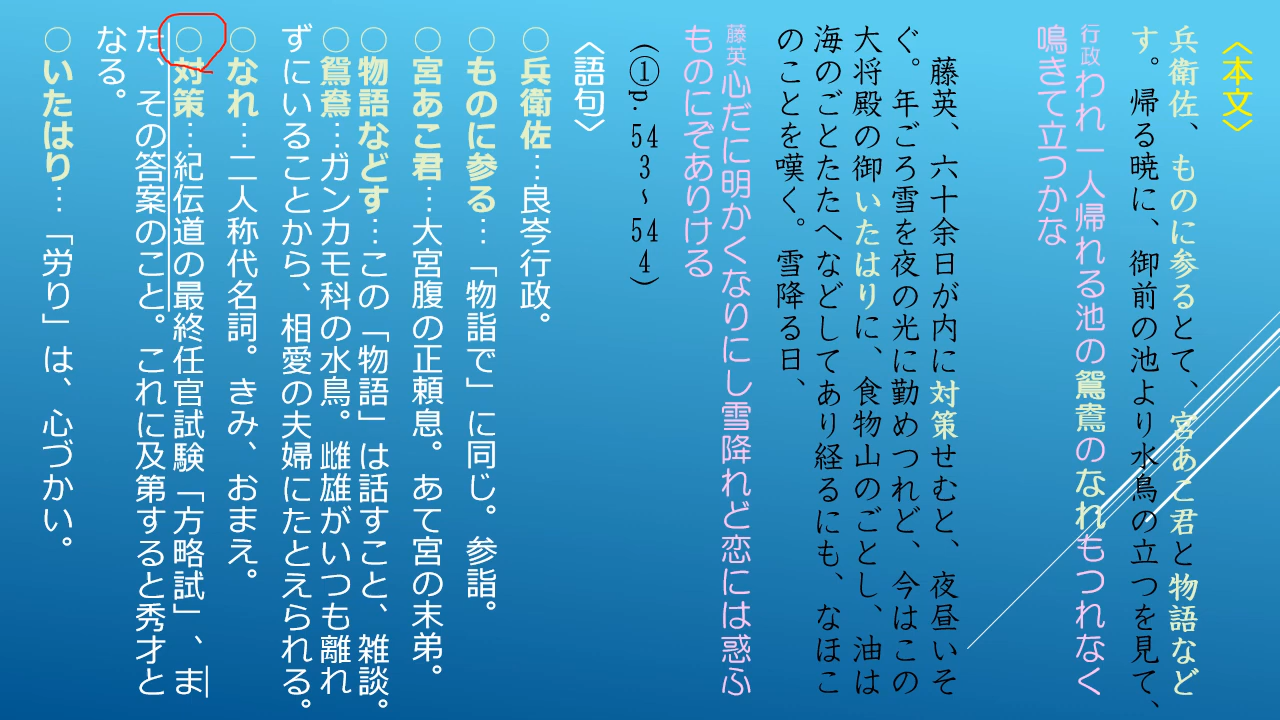 〈本文〉
兵衛佐、ものに参るとて、宮あこ君と物語など
す。帰る暁に、御前の池より水鳥の立つを見て、
行政われ一人帰れる池の鴛鴦のなれもつれなく
鳴きて立つかな
藤英、六十余日が内に対策せむと、夜昼いそ
ぐ。年ごろ雪を夜の光に勤めつれど、今はこの
大将殿の御いたはりに、食物山のごとし、油は
海のごとたたへなどしてあり経るにも、なほこ
のことを嘆く。雪降る日、
藤英心だに明かくなりにし雪降れど恋には惑ふ
ものにぞありける
（①p.543～544）
〈語句〉
○兵衛佐…良岑行政。
○ものに参る…「物詣で」に同じ。参詣。
○宮あこ君…大宮腹の正頼息。あて宮の末弟。
○物語などす…この「物語」は話すこと、雑談。
○鴛鴦…ガンカモ科の水鳥。雌雄がいつも離れ
ずにいることから、相愛の夫婦にたとえられる。
○なれ…二人称代名詞。きみ、おまえ。
○対策…紀伝道の最終任官試験「方略試」、ま
た、その答案のこと。これに及第すると秀才と
なる。
○いたはり…「労り」は、心づかい。